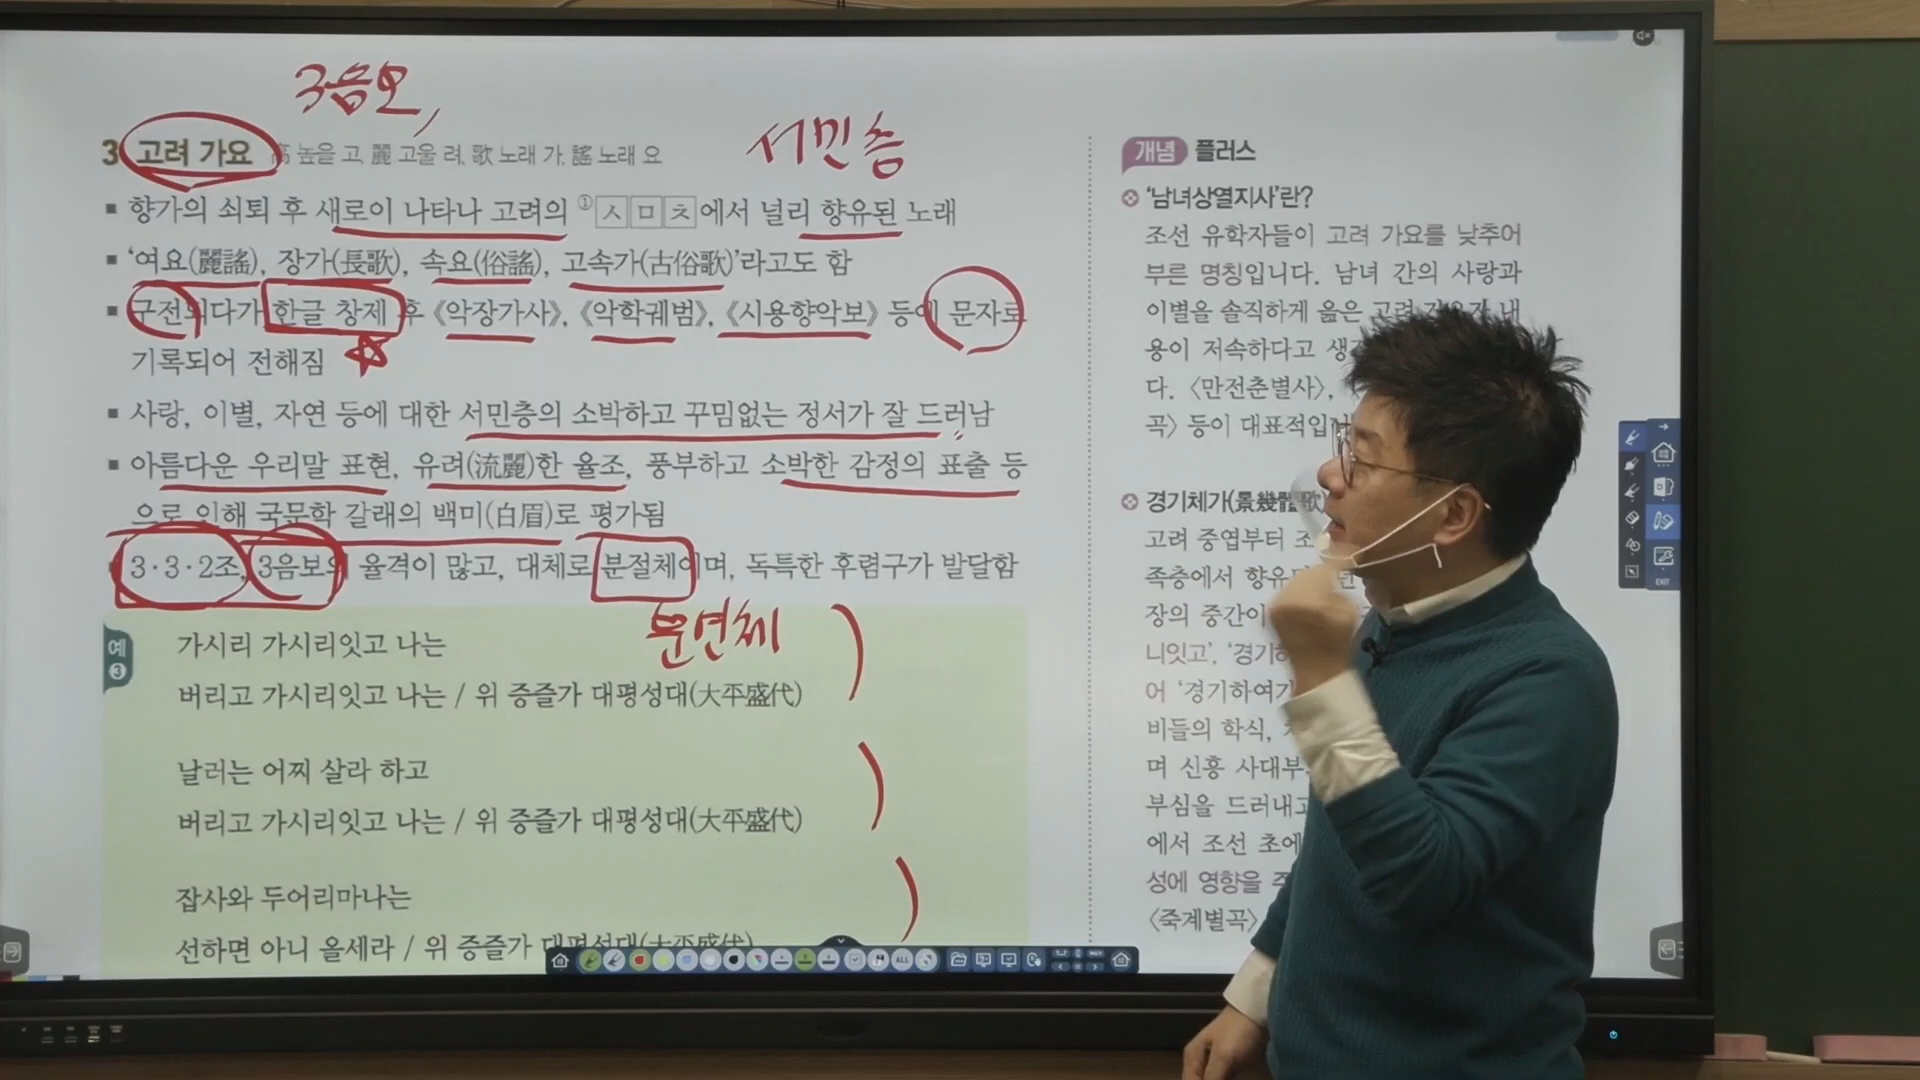 3음보,
서민층
3 고려 가요 高 높을 고, 麗 고울 려, 歌 노래 가, 謠 노래 요
▪ 향가의 쇠퇴 후 새로이 나타나 고려의 ①ㅅㅁㅊ에서 널리 향유된 노래
▪ '여요(麗謠), 장가(長歌), 속요(俗謠), 고속가(古俗歌)'라고도 함
▪ 구전되다가 한글 창제 후 《악장가사》, 《악학궤범》, 《시용향악보》 등에 문자로
기록되어 전해짐
▪ 사랑, 이별, 자연 등에 대한 서민층의 소박하고 꾸밈없는 정서가 잘 드러남
▪ 아름다운 우리말 표현, 유려(流麗)한 율조, 풍부하고 소박한 감정의 표출 등
으로 인해 국문학 갈래의 백미(白眉)로 평가됨
3·3·2조, 3음보의 율격이 많고, 대체로 분절체이며, 독특한 후렴구가 발달함
분연체
예
3
가시리 가시리잇고 나는
버리고 가시리잇고 나는 / 위 증즐가 대평성대(大平盛代)
날러는 어찌 살라 하고
버리고 가시리잇고 나는 / 위 증즐가 대평성대(大平盛代)
잡사와 두어리마나는
선하면 아니 올세라 / 위 증즐가 대평성대(大平盛代)
개념 플러스
'남녀상열지사'란?
조선 유학자들이 고려 가요를 낮추어
부른 명칭입니다. 남녀 간의 사랑과
이별을 솔직하게 읊은 고려 내
용이 저속하다고
다. 〈만전춘별사〉,
곡〉 등이
경기체가(景幾體歌)
고려 중엽부터
족층에서
장의 중간이
니잇고',
어
비들의 학식,
며 신흥
부심을 드러내고
에서 조선 초에
성에 영향을
〈죽계별곡〉
ALL
EXIT